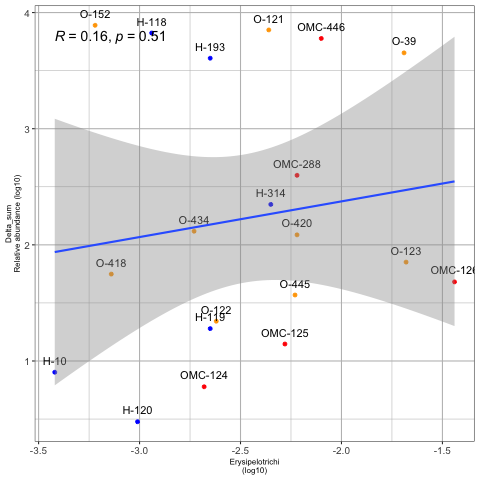 4
O-152
H-118
O-121
OMC-446
R = 0.16, p = 0.51
H-193
O-39
3
OMC-288
H-314
O-434
O-420
2
O-418
O-123
OMC-126
O-445
O-122
H-119
OMC-125
1
H-10
OMC-124
H-120
Delta_sum
Relative abundance (log10)
-3.5 -3.0 -2.5 -2.0 -1.5
Erysipelotrichi
(log10)